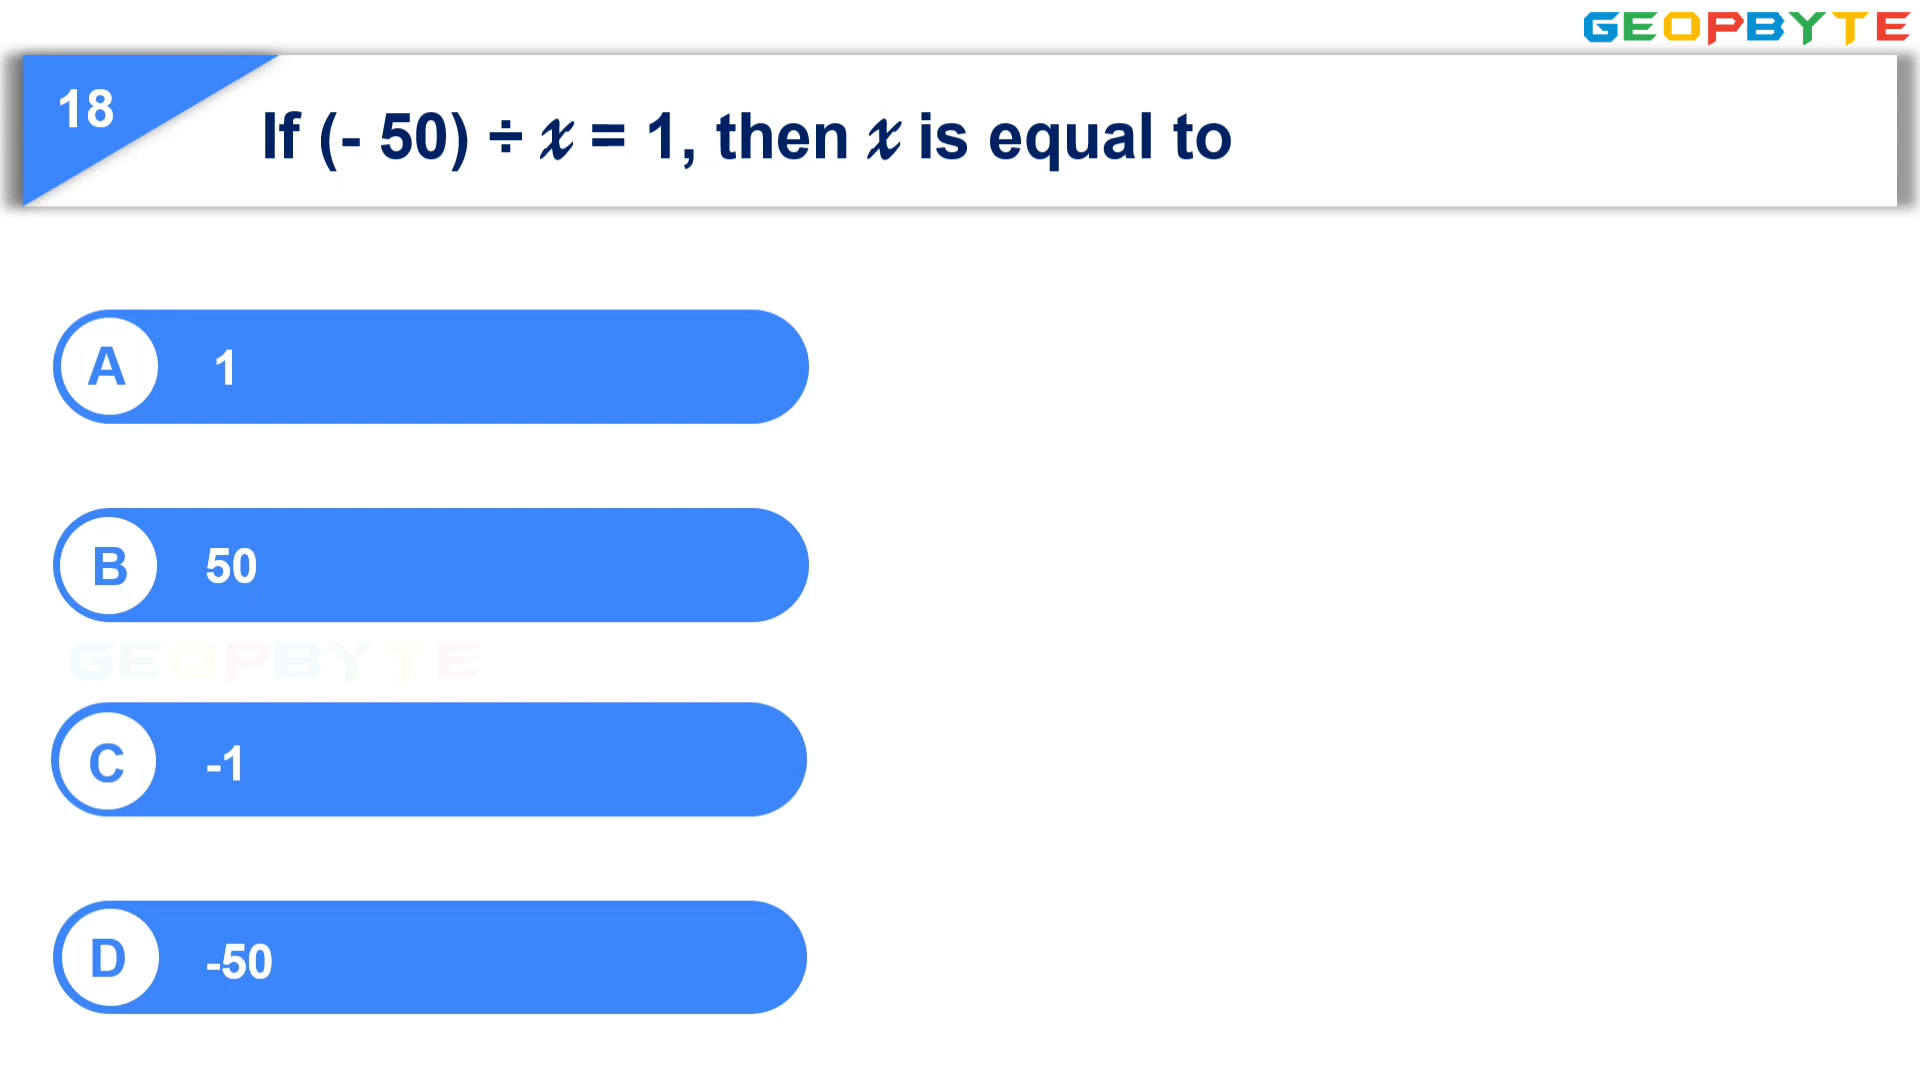 GEOPBYTE
18
If (- 50) ÷ 𝓍 = 1, then 𝓍 is equal to
A 1
B 50
GEOPBYTE
C -1
D -50